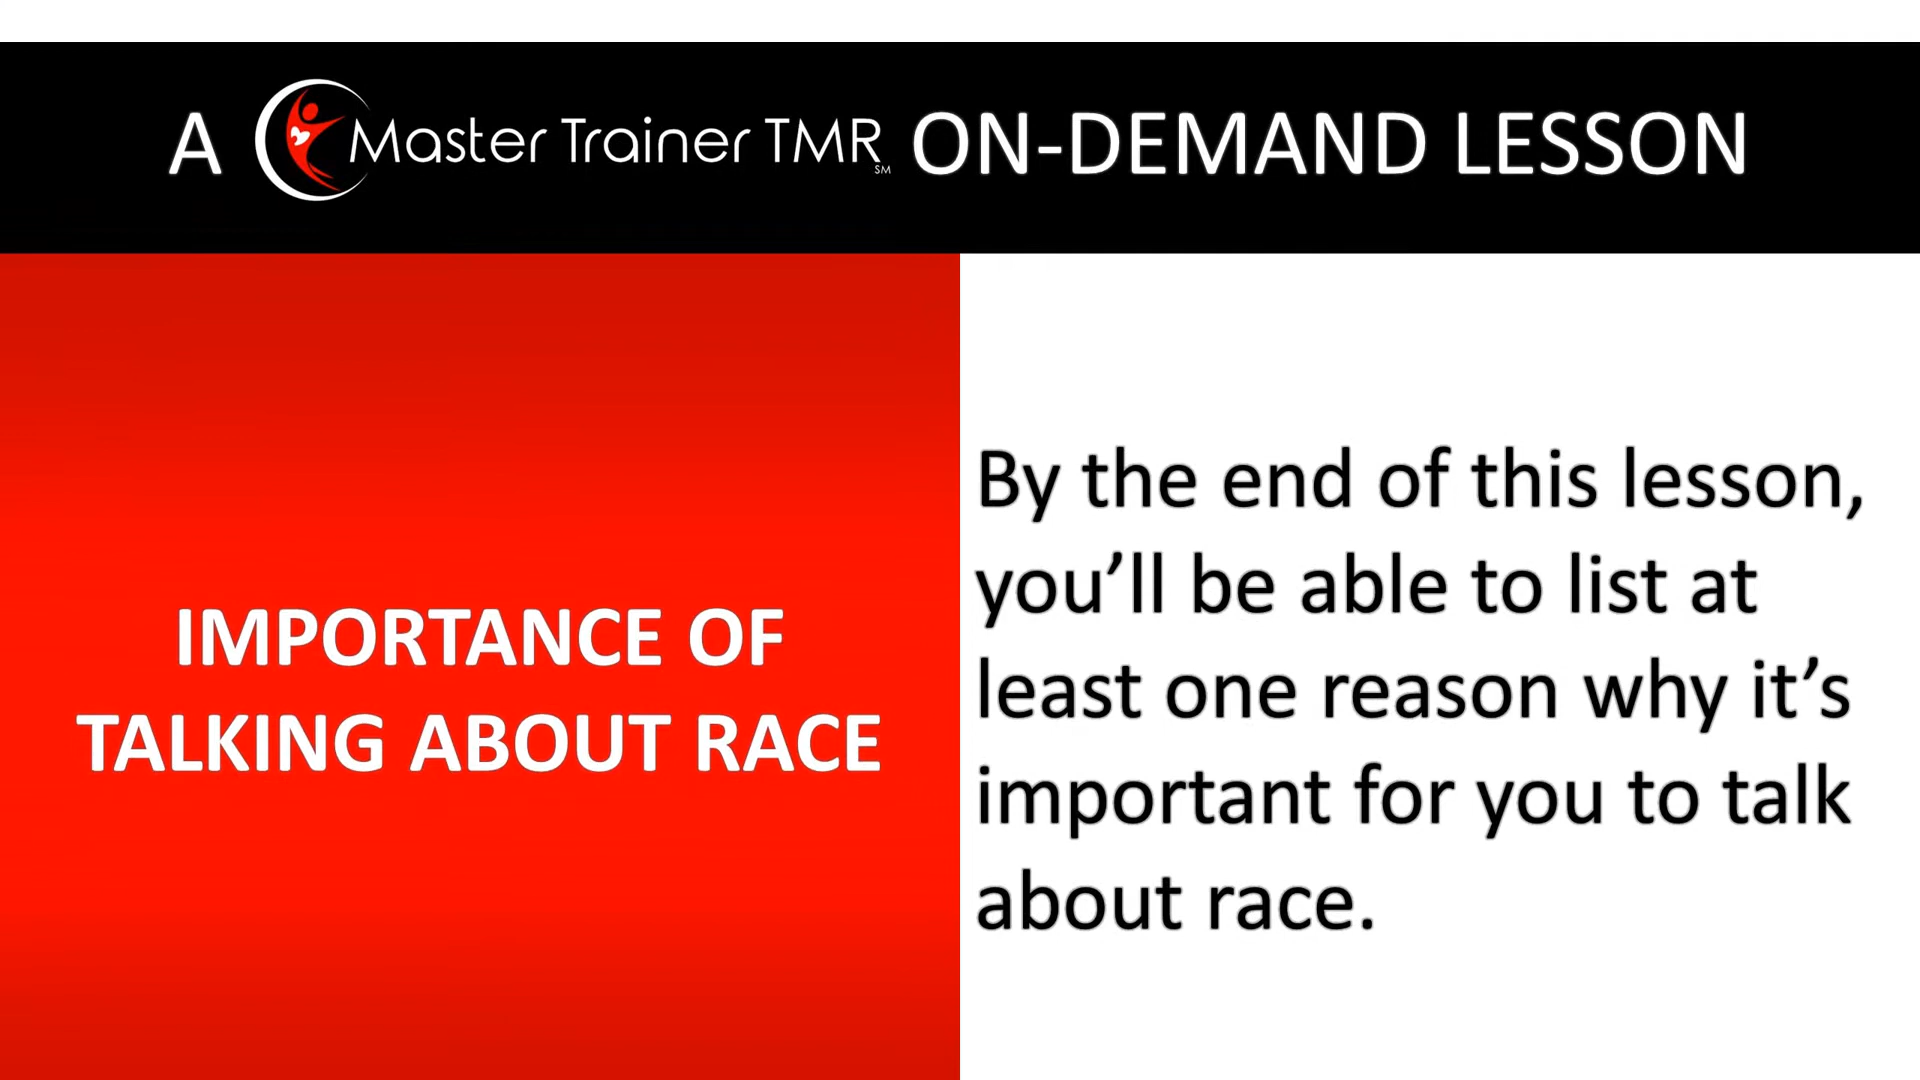 A Master Trainer TMR SM ON-DEMAND LESSON
IMPORTANCE OF
TALKING ABOUT RACE
By the end of this lesson,
you’ll be able to list at
least one reason why it’s
important for you to talk
about race.